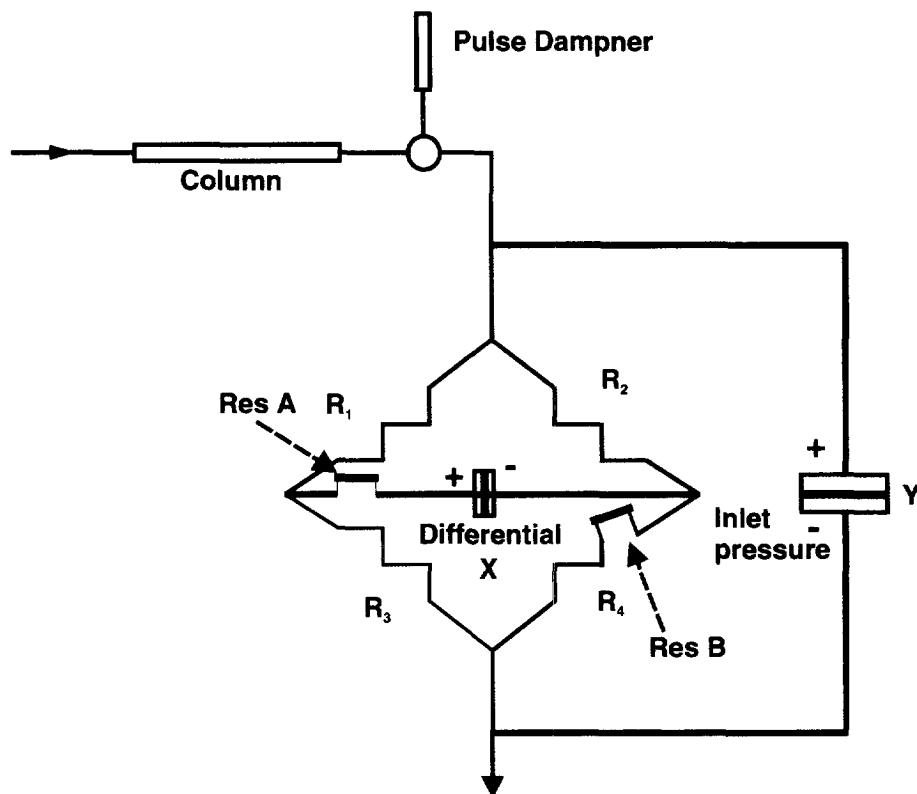 Pulse Dampner
Column
R₂
Res A
R₁
+
-
+
Y
Differential
X
Inlet
pressure
-
R₃
R₄
Res B